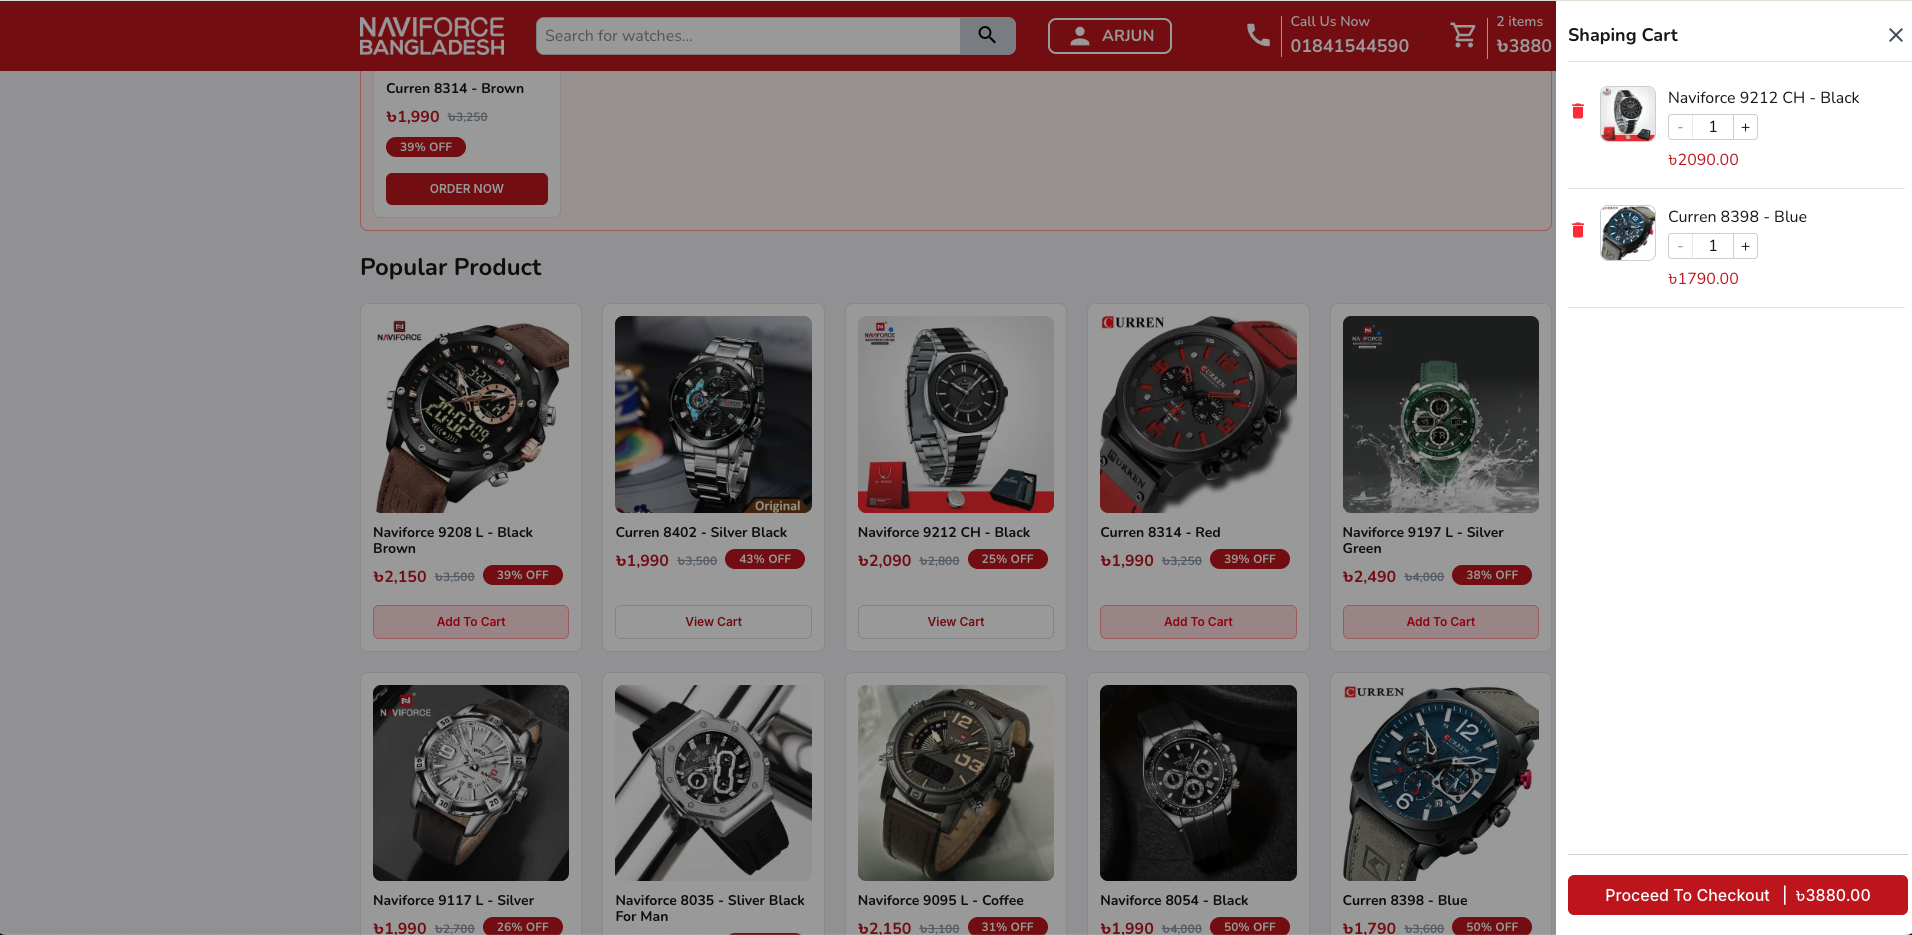 NAVIFORCE
BANGLADESH
Search for watches...
ARJUN
Call Us Now
01841544590
2 items
৳3880
Curren 8314 - Brown
৳1,990 ৳3,250
39% OFF
ORDER NOW
Popular Product
NAVIFORCE
Original
NAVIFORCE
CURREN
NAVIFORCE
Naviforce 9208 L - Black
Brown
৳2,150 ৳3,500 39% OFF
Add To Cart
Curren 8402 - Silver Black
৳1,990 ৳3,500 43% OFF
View Cart
Naviforce 9212 CH - Black
৳2,090 ৳2,800 25% OFF
View Cart
Curren 8314 - Red
৳1,990 ৳3,250 39% OFF
Add To Cart
Naviforce 9197 L - Silver
Green
৳2,490 ৳4,000 38% OFF
Add To Cart
NAVIFORCE
CURREN
Naviforce 9117 L - Silver
৳1,990 ৳2,700 26% OFF
Naviforce 8035 - Sliver Black
For Man
Naviforce 9095 L - Coffee
৳2,150 ৳3,100 31% OFF
Naviforce 8054 - Black
৳1,990 ৳4,000 50% OFF
Curren 8398 - Blue
৳1,790 ৳3,600 50% OFF
Shaping Cart
Naviforce 9212 CH - Black
- 1 +
৳2090.00
Curren 8398 - Blue
- 1 +
৳1790.00
Proceed To Checkout | ৳3880.00